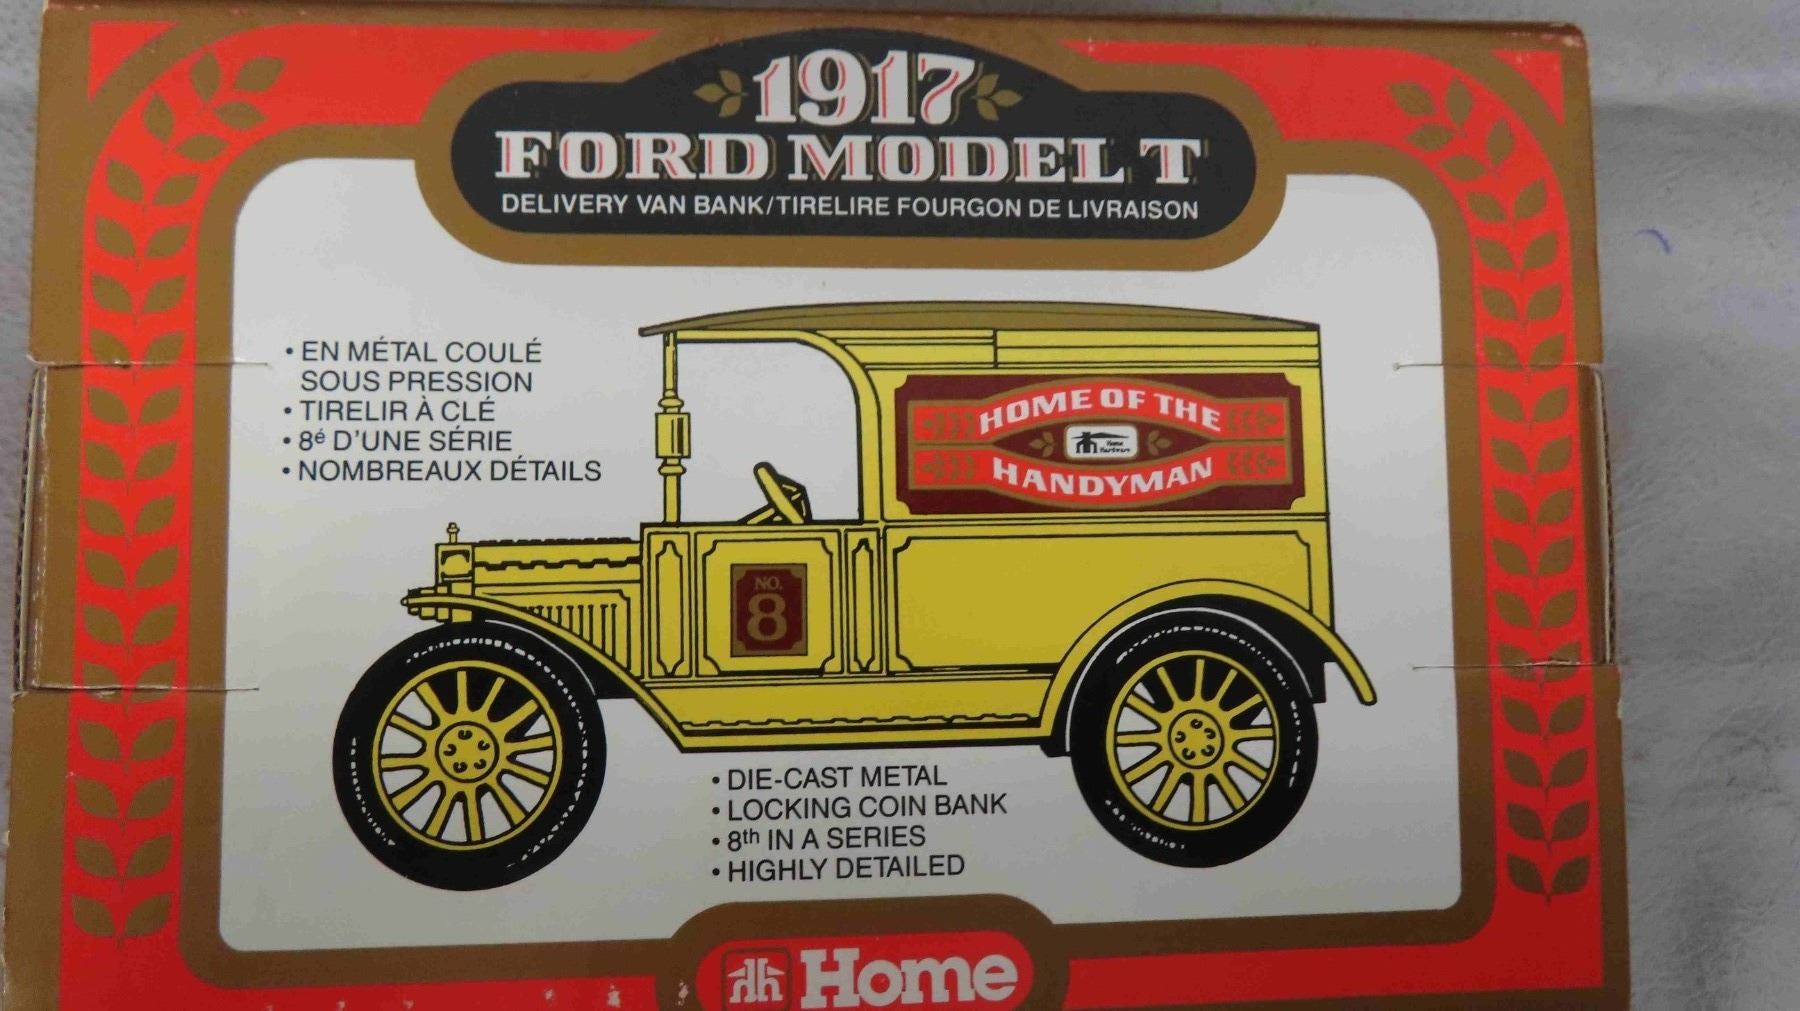 1917
FORD MODEL T
DELIVERY VAN BANK/TIRELIRE FOURGON DE LIVRAISON
• EN MÉTAL COULÉ
SOUS PRESSION
• TIRELIR À CLÉ
• 8é D'UNE SÉRIE
• NOMBREAUX DÉTAILS
HOME OF THE
Home
Hardware
HANDYMAN
NO.
8
• DIE-CAST METAL
• LOCKING COIN BANK
• 8th IN A SERIES
• HIGHLY DETAILED
Home